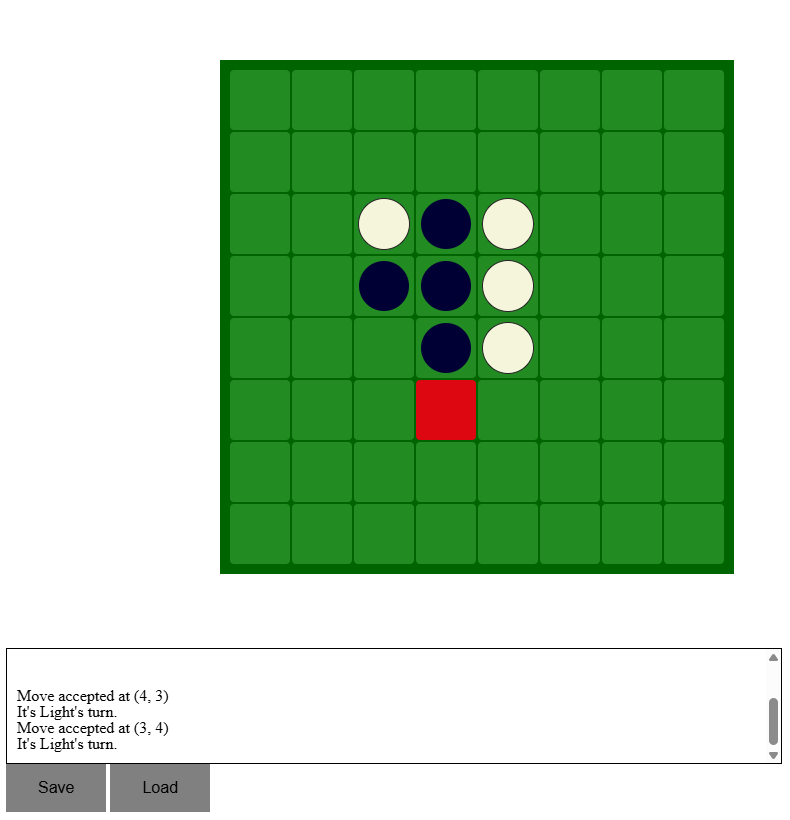 Move accepted at (4, 3)
It's Light's turn.
Move accepted at (3, 4)
It's Light's turn.
Save
Load